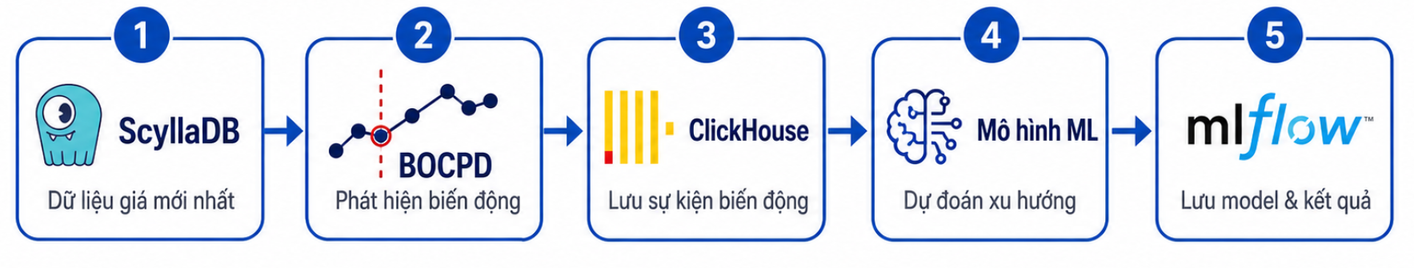 1
ScyllaDB
Dữ liệu giá mới nhất
2
BOCPD
Phát hiện biến động
3
ClickHouse
Lưu sự kiện biến động
4
Mô hình ML
Dự đoán xu hướng
5
mlflow™
Lưu model & kết quả